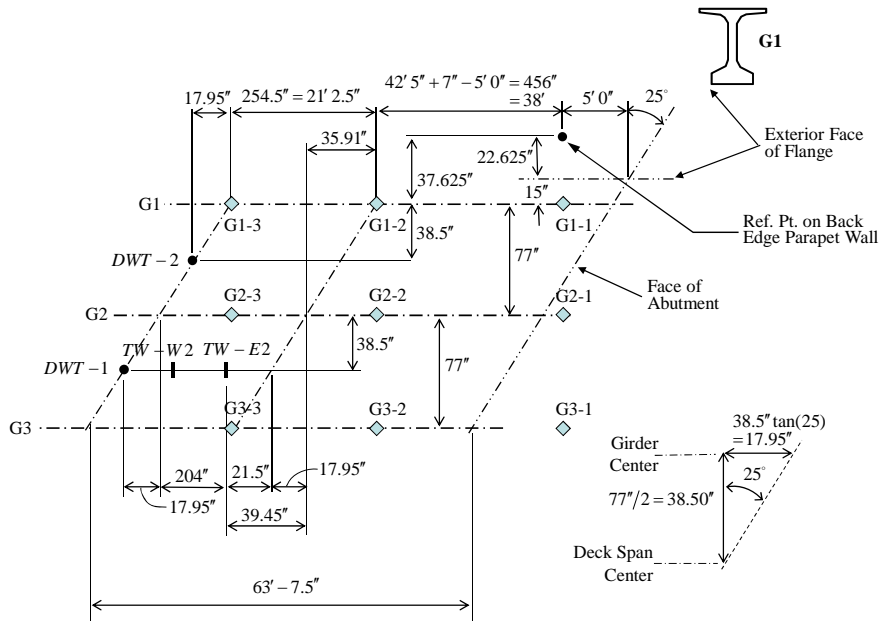 G1
42′ 5″ + 7″ – 5′ 0″ = 456″
= 38′
254.5″ = 21′ 2.5″
17.95″
5′ 0″
25°
Exterior Face
of Flange
35.91″
22.625″
37.625″
15″
G1
G1-3
G1-2
G1-1
Ref. Pt. on Back
Edge Parapet Wall
38.5″
DWT – 2
77″
Face of
Abutment
G2
G2-3
G2-2
G2-1
TW – W2
TW – E2
38.5″
DWT – 1
77″
G3
G3-3
G3-2
G3-1
38.5″ tan(25)
= 17.95″
Girder
Center
25°
77″/2 = 38.50″
204″
21.5″
17.95″
17.95″
39.45″
Deck Span
Center
63′ – 7.5″